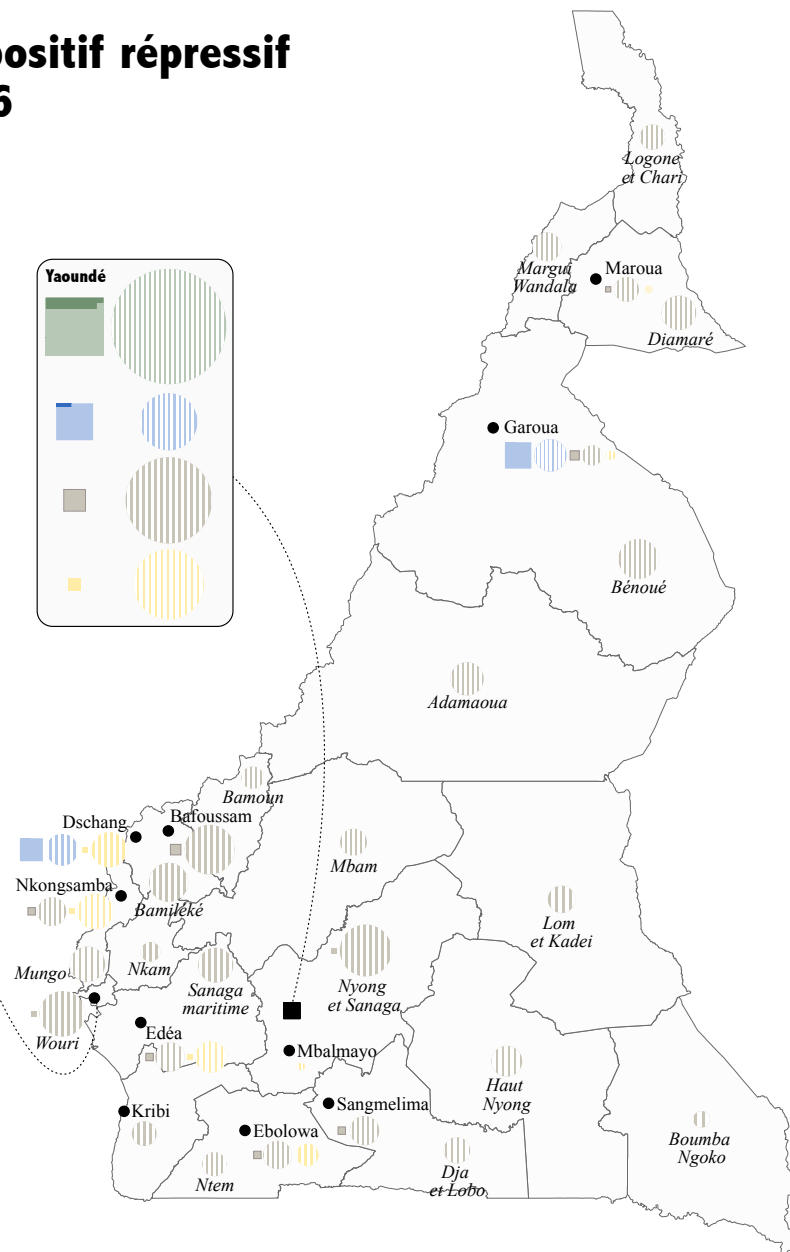 ositif répressif
6
Logone
et Chari
Margui
Wandala
Maroua
Diamaré
Yaoundé
Garoua
Bénoué
Adamaoua
Bamoun
Dschang
Bafoussam
Mbam
Nkongsamba
Bamiléké
Lom
et Kadei
Mungo
Nkam
Sanaga
maritime
Nyong
et Sanaga
Wouri
Edéa
Mbalmayo
Haut
Nyong
Kribi
Sangmelima
Ebolowa
Boumba
Ngoko
Ntem
Dja
et Lobo